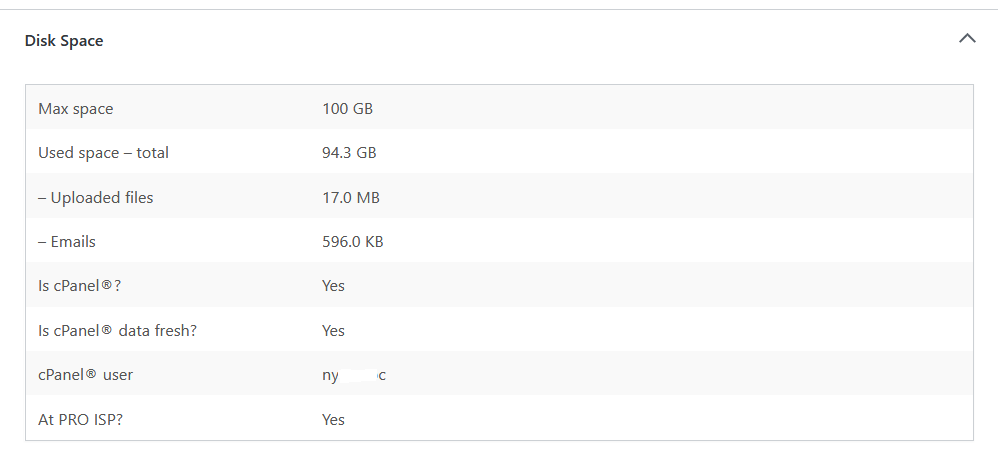 Disk Space
Max space 100 GB
Used space – total 94.3 GB
– Uploaded files 17.0 MB
– Emails 596.0 KB
Is cPanel®? Yes
Is cPanel® data fresh? Yes
cPanel® user ny c
At PRO ISP? Yes